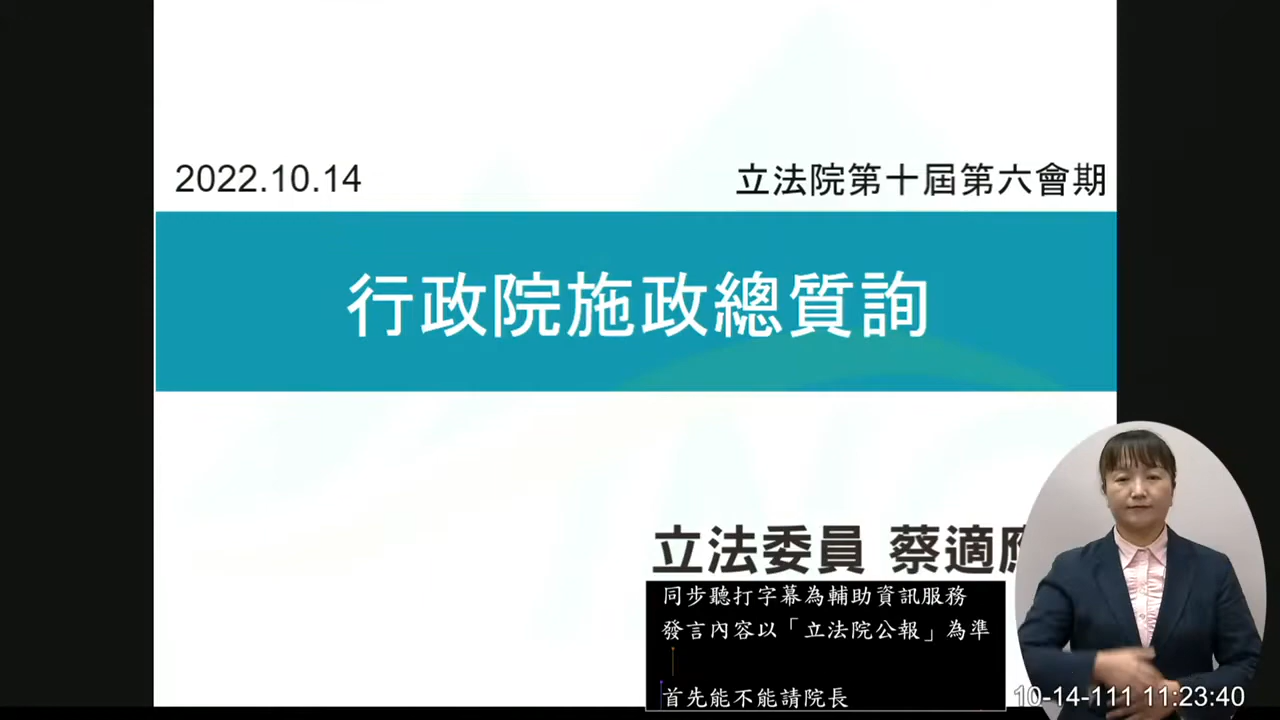 2022.10.14
立法院第十屆第六會期
行政院施政總質詢
立法委員 蔡適應
同步聽打字幕為輔助資訊服務
發言內容以「立法院公報」為準
首先能不能請院長
10-14-111 11:23:40